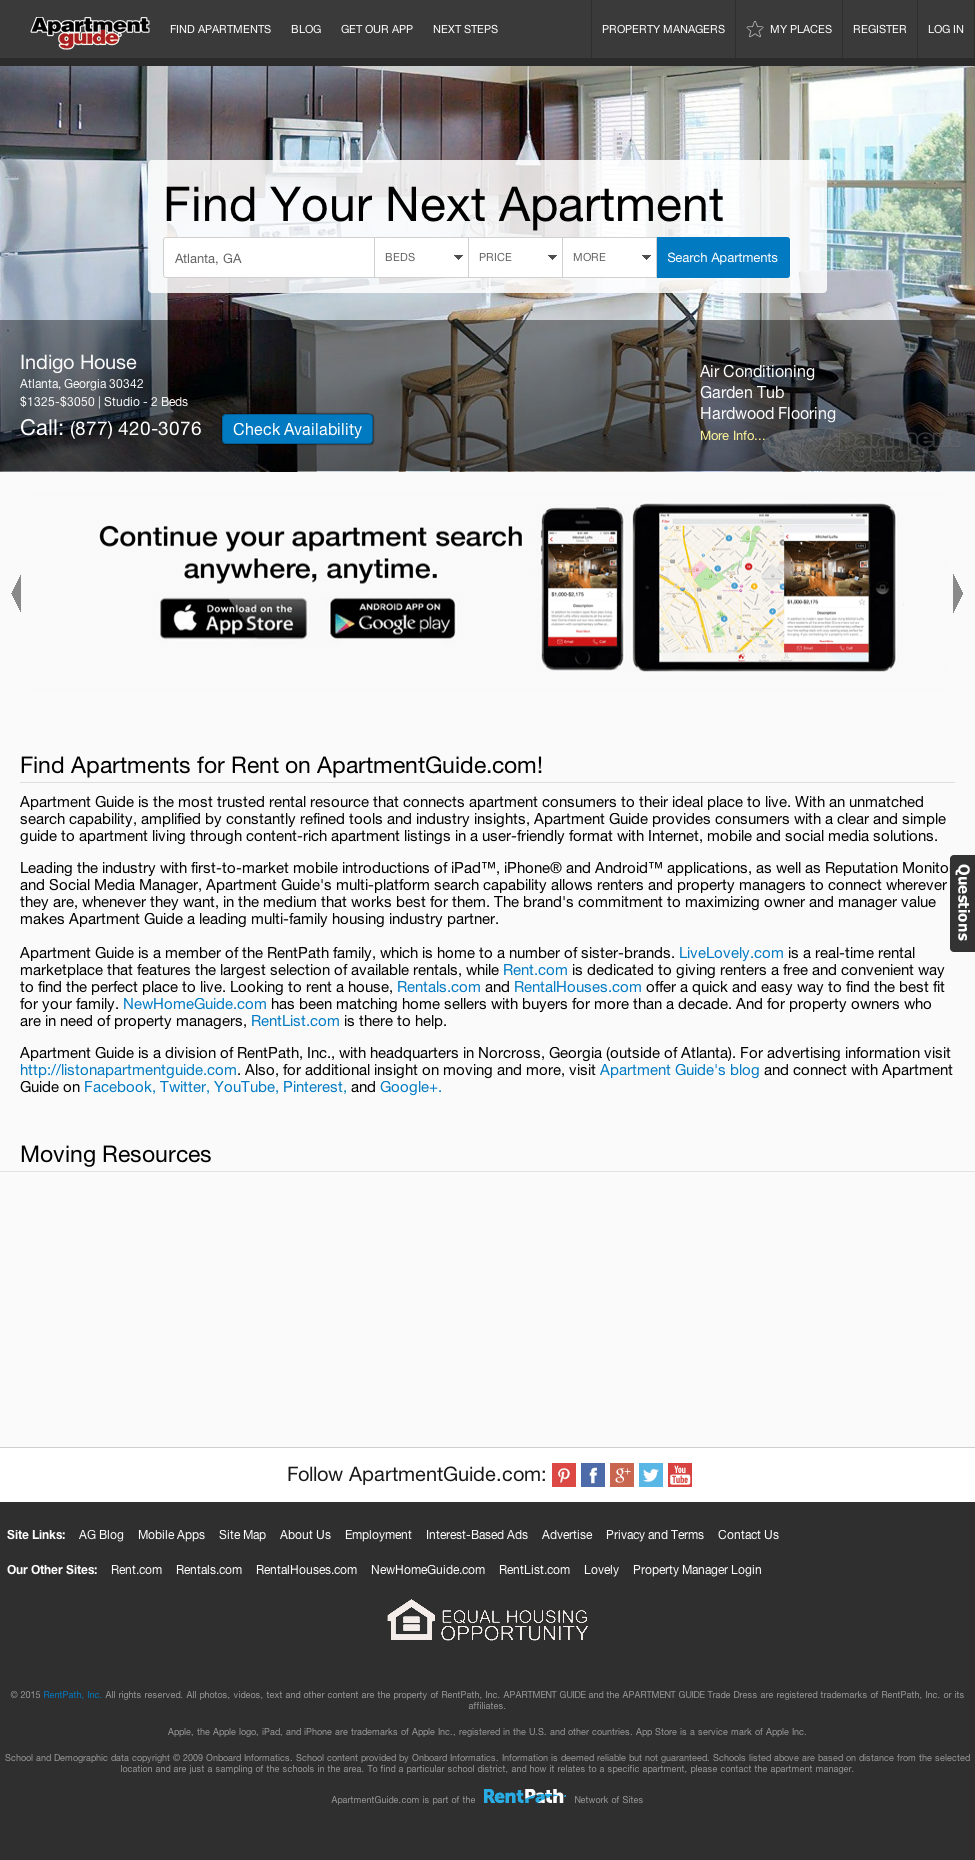 Apartment guide
FIND APARTMENTS BLOG GET OUR APP NEXT STEPS PROPERTY MANAGERS MY PLACES REGISTER LOG IN
Find Your Next Apartment
Atlanta, GA BEDS PRICE MORE Search Apartments
Indigo House
Atlanta, Georgia 30342
$1325-$3050 | Studio - 2 Beds
Call: (877) 420-3076 Check Availability
Air Conditioning
Garden Tub
Hardwood Flooring
More Info...
Apartment guide
Continue your apartment search
anywhere, anytime.
Download on the
App Store
ANDROID APP ON
Google play
$1,000-$2,175
Description
Email Call
$1,000-$2,175
Description
Email Call
Find Apartments for Rent on ApartmentGuide.com!
Apartment Guide is the most trusted rental resource that connects apartment consumers to their ideal place to live. With an unmatched
search capability, amplified by constantly refined tools and industry insights, Apartment Guide provides consumers with a clear and simple
guide to apartment living through content-rich apartment listings in a user-friendly format with Internet, mobile and social media solutions.
Leading the industry with first-to-market mobile introductions of iPad™, iPhone® and Android™ applications, as well as Reputation Monito
and Social Media Manager, Apartment Guide's multi-platform search capability allows renters and property managers to connect wherever
they are, whenever they want, in the medium that works best for them. The brand's commitment to maximizing owner and manager value
makes Apartment Guide a leading multi-family housing industry partner.
Questions
Apartment Guide is a member of the RentPath family, which is home to a number of sister-brands. LiveLovely.com is a real-time rental
marketplace that features the largest selection of available rentals, while Rent.com is dedicated to giving renters a free and convenient way
to find the perfect place to live. Looking to rent a house, Rentals.com and RentalHouses.com offer a quick and easy way to find the best fit
for your family. NewHomeGuide.com has been matching home sellers with buyers for more than a decade. And for property owners who
are in need of property managers, RentList.com is there to help.
Apartment Guide is a division of RentPath, Inc., with headquarters in Norcross, Georgia (outside of Atlanta). For advertising information visit
http://listonapartmentguide.com. Also, for additional insight on moving and more, visit Apartment Guide's blog and connect with Apartment
Guide on Facebook, Twitter, YouTube, Pinterest, and Google+.
Moving Resources
Follow ApartmentGuide.com:
You Tube
Site Links: AG Blog Mobile Apps Site Map About Us Employment Interest-Based Ads Advertise Privacy and Terms Contact Us
Our Other Sites: Rent.com Rentals.com RentalHouses.com NewHomeGuide.com RentList.com Lovely Property Manager Login
EQUAL HOUSING
OPPORTUNITY
© 2015 RentPath, Inc. All rights reserved. All photos, videos, text and other content are the property of RentPath, Inc. APARTMENT GUIDE and the APARTMENT GUIDE Trade Dress are registered trademarks of RentPath, Inc. or its
affiliates.
Apple, the Apple logo, iPad, and iPhone are trademarks of Apple Inc., registered in the U.S. and other countries. App Store is a service mark of Apple Inc.
School and Demographic data copyright © 2009 Onboard Informatics. School content provided by Onboard Informatics. Information is deemed reliable but not guaranteed. Schools listed above are based on distance from the selected
location and are just a sampling of the schools in the area. To find a particular school district, and how it relates to a specific apartment, please contact the apartment manager.
ApartmentGuide.com is part of the RentPath Network of Sites